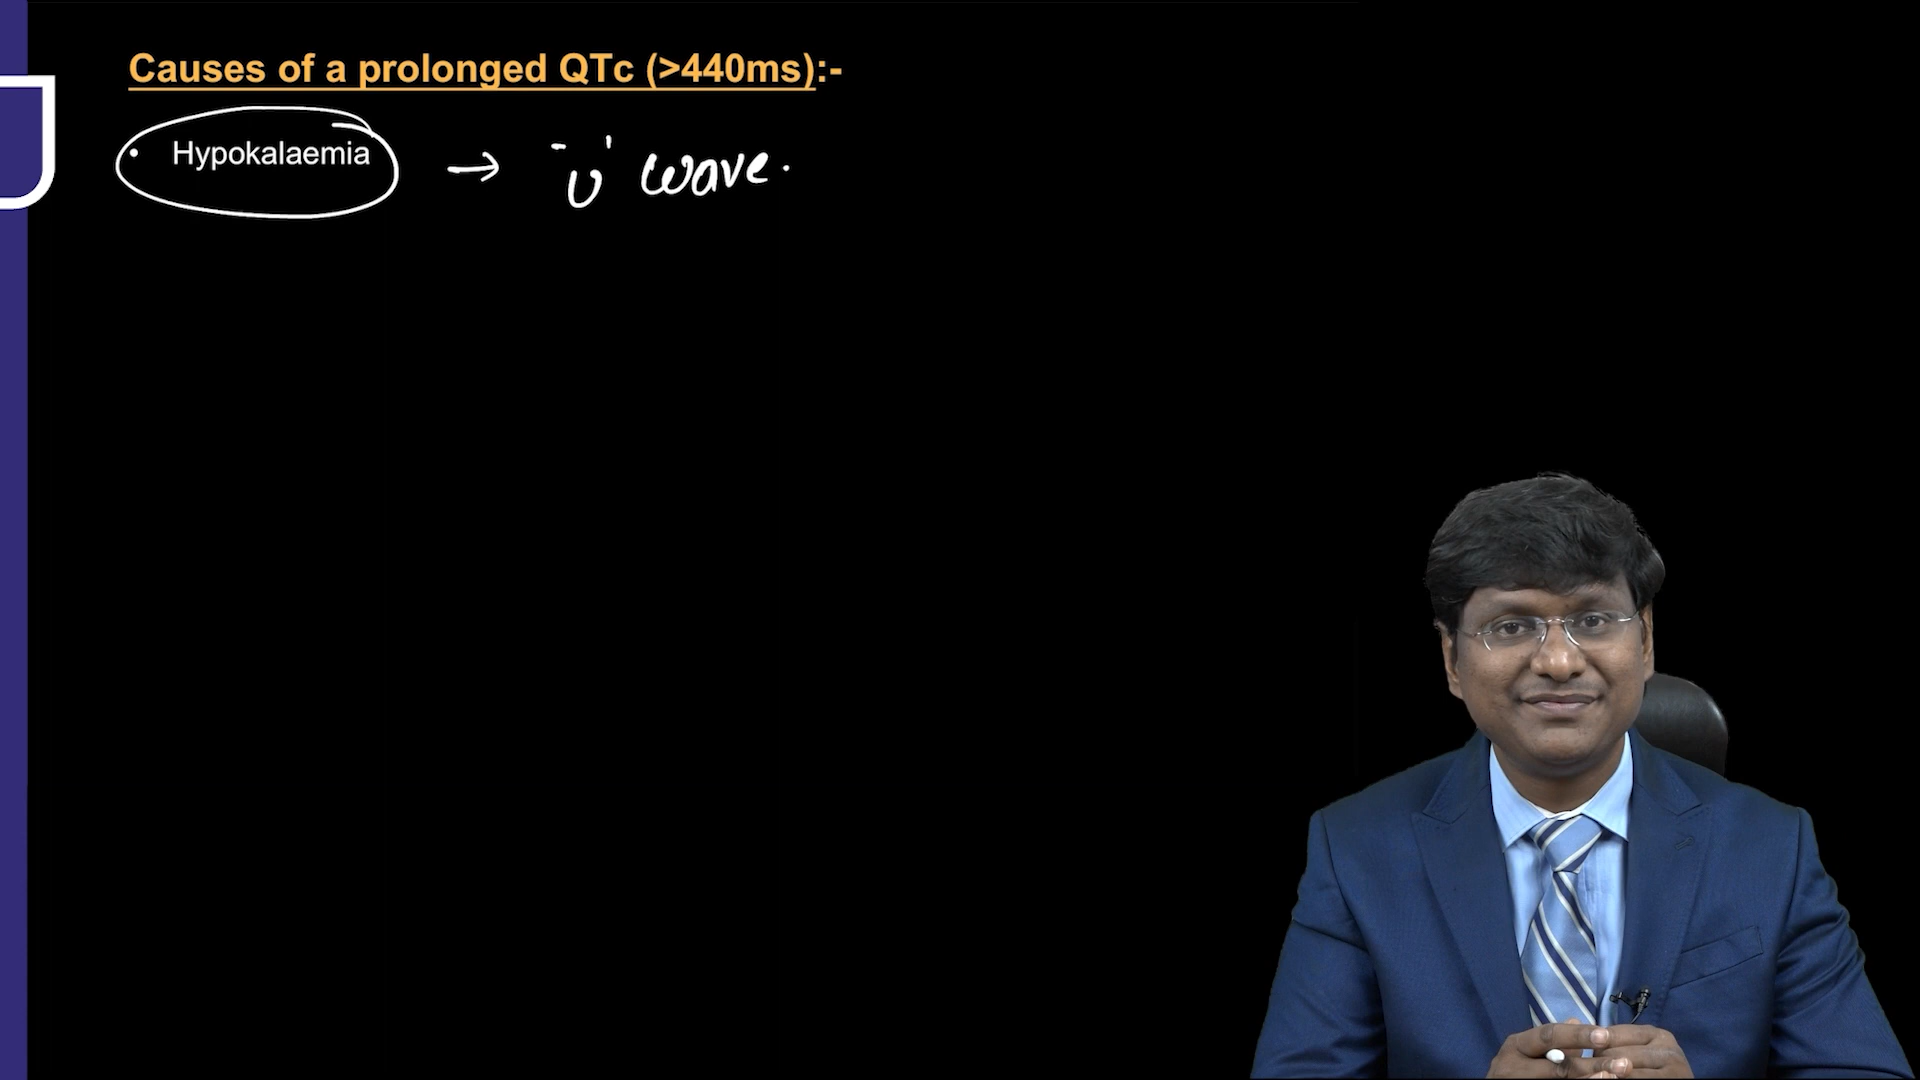 Causes of a prolonged QTc (>440ms):-
• Hypokalaemia → 'U' wave.